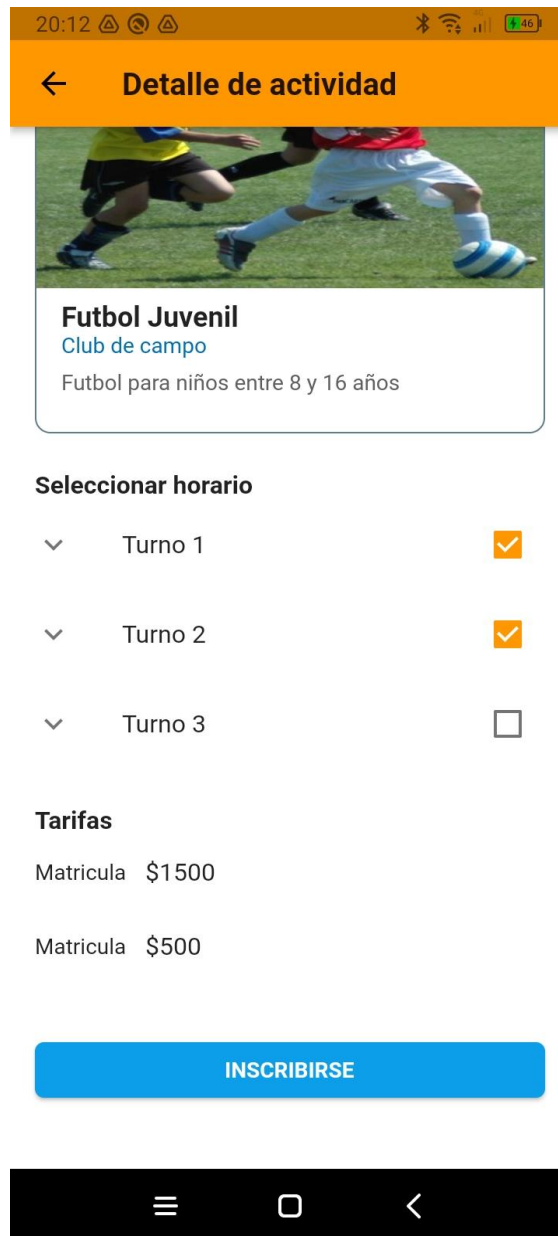 20:12
46
Detalle de actividad
Futbol Juvenil
Club de campo
Futbol para niños entre 8 y 16 años
Seleccionar horario
Turno 1
Turno 2
Turno 3
Tarifas
Matricula $1500
Matricula $500
INSCRIBIRSE